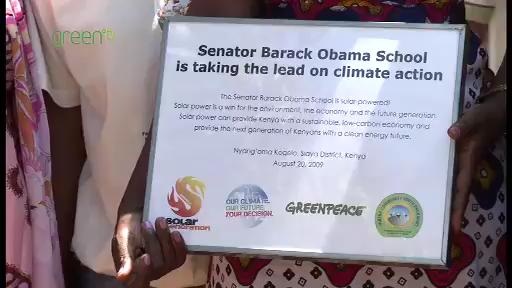 greentv
Senator Barack Obama School
is taking the lead on climate action
The Senator Barack Obama School is solar-powered!
Solar power is a win for the environment, the economy and the future generation.
Solar power can provide Kenya with a sustainable, low-carbon economy and
provide the next generation of Kenyans with a clean energy future.
Nyang'oma Kogelo, Siaya District, Kenya
August 20, 2009
solar
generation
OUR CLIMATE.
OUR FUTURE.
YOUR DECISION.
GREENPEACE